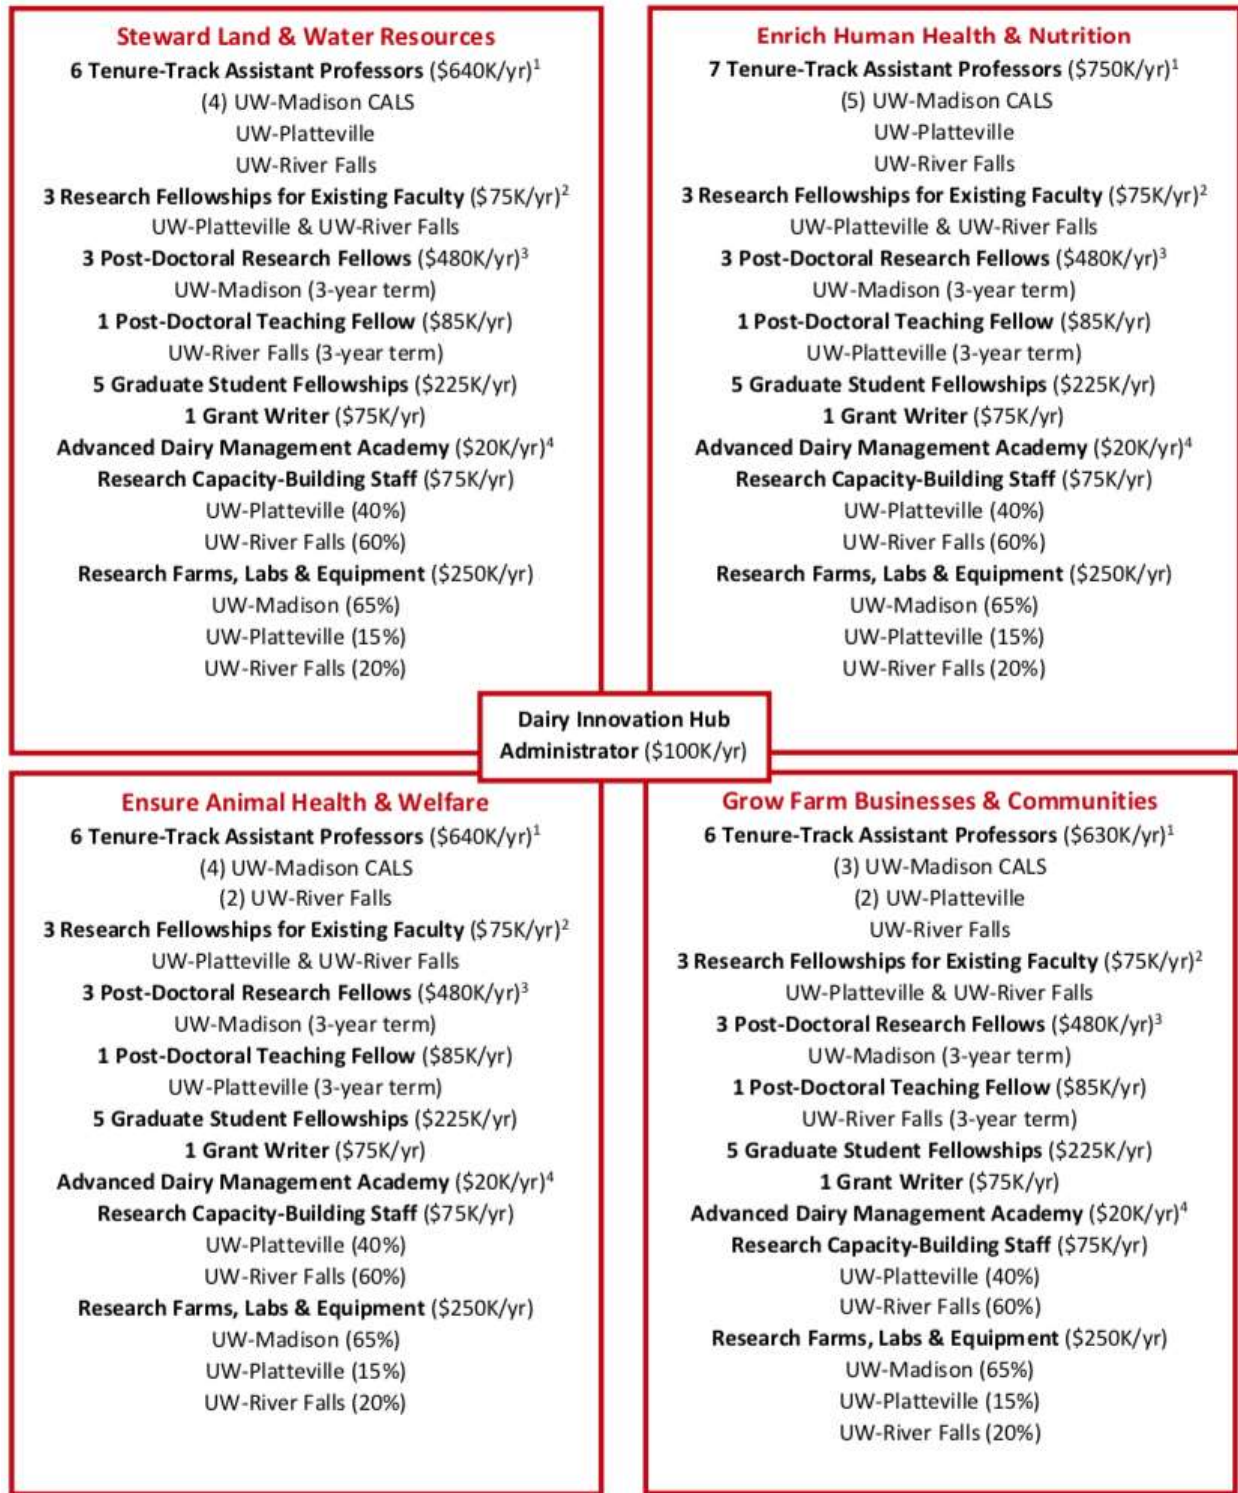 Steward Land & Water Resources
6 Tenure-Track Assistant Professors ($640K/yr)¹
(4) UW-Madison CALS
UW-Platteville
UW-River Falls
3 Research Fellowships for Existing Faculty ($75K/yr)²
UW-Platteville & UW-River Falls
3 Post-Doctoral Research Fellows ($480K/yr)³
UW-Madison (3-year term)
1 Post-Doctoral Teaching Fellow ($85K/yr)
UW-River Falls (3-year term)
5 Graduate Student Fellowships ($225K/yr)
1 Grant Writer ($75K/yr)
Advanced Dairy Management Academy ($20K/yr)⁴
Research Capacity-Building Staff ($75K/yr)
UW-Platteville (40%)
UW-River Falls (60%)
Research Farms, Labs & Equipment ($250K/yr)
UW-Madison (65%)
UW-Platteville (15%)
UW-River Falls (20%)
Enrich Human Health & Nutrition
7 Tenure-Track Assistant Professors ($750K/yr)¹
(5) UW-Madison CALS
UW-Platteville
UW-River Falls
3 Research Fellowships for Existing Faculty ($75K/yr)²
UW-Platteville & UW-River Falls
3 Post-Doctoral Research Fellows ($480K/yr)³
UW-Madison (3-year term)
1 Post-Doctoral Teaching Fellow ($85K/yr)
UW-Platteville (3-year term)
5 Graduate Student Fellowships ($225K/yr)
1 Grant Writer ($75K/yr)
Advanced Dairy Management Academy ($20K/yr)⁴
Research Capacity-Building Staff ($75K/yr)
UW-Platteville (40%)
UW-River Falls (60%)
Research Farms, Labs & Equipment ($250K/yr)
UW-Madison (65%)
UW-Platteville (15%)
UW-River Falls (20%)
Dairy Innovation Hub
Administrator ($100K/yr)
Ensure Animal Health & Welfare
6 Tenure-Track Assistant Professors ($640K/yr)¹
(4) UW-Madison CALS
(2) UW-River Falls
3 Research Fellowships for Existing Faculty ($75K/yr)²
UW-Platteville & UW-River Falls
3 Post-Doctoral Research Fellows ($480K/yr)³
UW-Madison (3-year term)
1 Post-Doctoral Teaching Fellow ($85K/yr)
UW-Platteville (3-year term)
5 Graduate Student Fellowships ($225K/yr)
1 Grant Writer ($75K/yr)
Advanced Dairy Management Academy ($20K/yr)⁴
Research Capacity-Building Staff ($75K/yr)
UW-Platteville (40%)
UW-River Falls (60%)
Research Farms, Labs & Equipment ($250K/yr)
UW-Madison (65%)
UW-Platteville (15%)
UW-River Falls (20%)
Grow Farm Businesses & Communities
6 Tenure-Track Assistant Professors ($630K/yr)¹
(3) UW-Madison CALS
(2) UW-Platteville
UW-River Falls
3 Research Fellowships for Existing Faculty ($75K/yr)²
UW-Platteville & UW-River Falls
3 Post-Doctoral Research Fellows ($480K/yr)³
UW-Madison (3-year term)
1 Post-Doctoral Teaching Fellow ($85K/yr)
UW-River Falls (3-year term)
5 Graduate Student Fellowships ($225K/yr)
1 Grant Writer ($75K/yr)
Advanced Dairy Management Academy ($20K/yr)⁴
Research Capacity-Building Staff ($75K/yr)
UW-Platteville (40%)
UW-River Falls (60%)
Research Farms, Labs & Equipment ($250K/yr)
UW-Madison (65%)
UW-Platteville (15%)
UW-River Falls (20%)